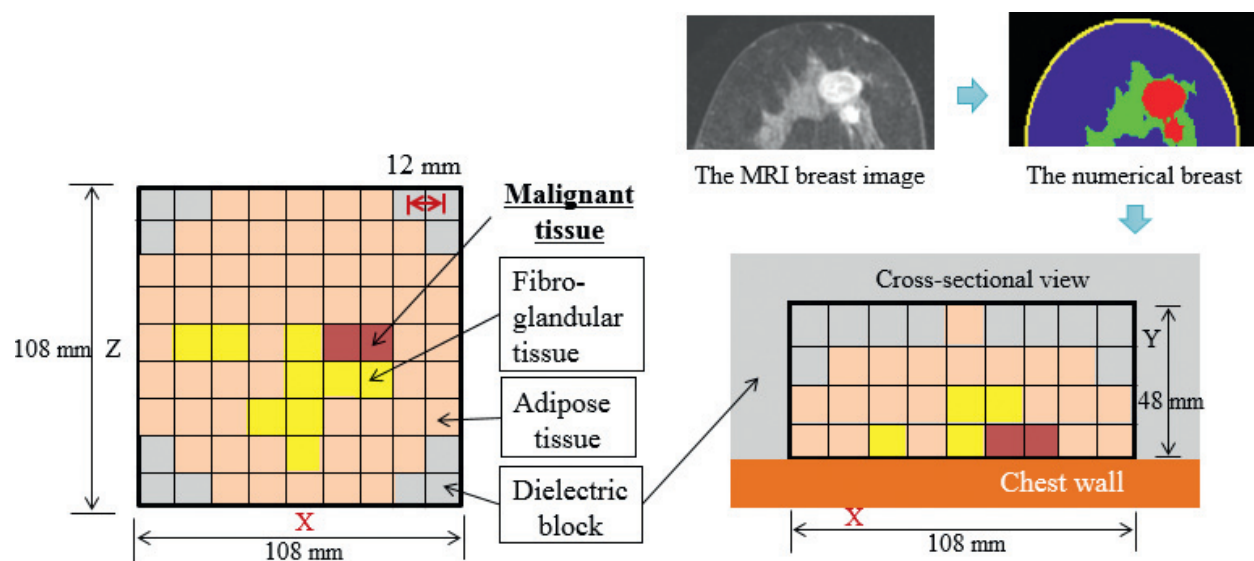 The MRI breast image
The numerical breast
12 mm
Malignant
tissue
Fibro-
glandular
tissue
108 mm
Z
Adipose
tissue
Dielectric
block
X
108 mm
Cross-sectional view
Y
48 mm
Chest wall
X
108 mm